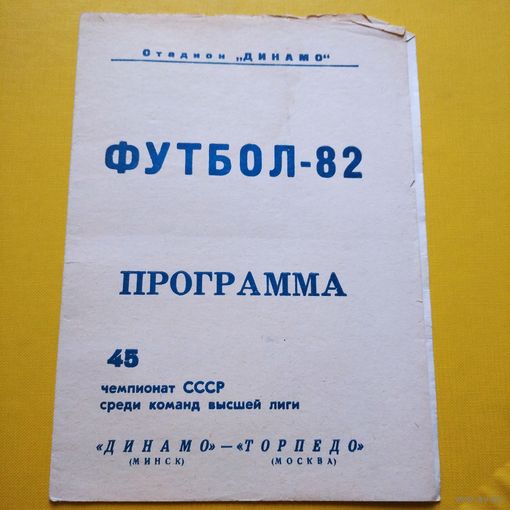 Стадион „ДИНАМО“
ФУТБОЛ-82
ПРОГРАММА
45
чемпионат СССР
среди команд высшей лиги
«ДИНАМО» — «ТОРПЕДО»
(МИНСК) (МОСКВА)